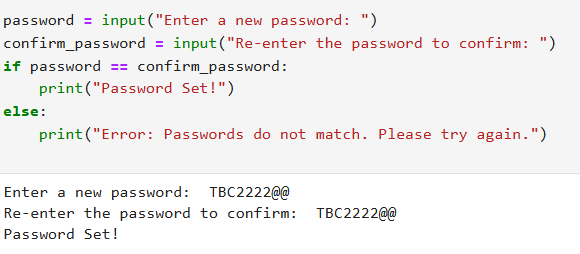 password = input("Enter a new password: ")
confirm_password = input("Re-enter the password to confirm: ")
if password == confirm_password:
    print("Password Set!")
else:
    print("Error: Passwords do not match. Please try again.")
Enter a new password:  TBC2222@@
Re-enter the password to confirm:  TBC2222@@
Password Set!